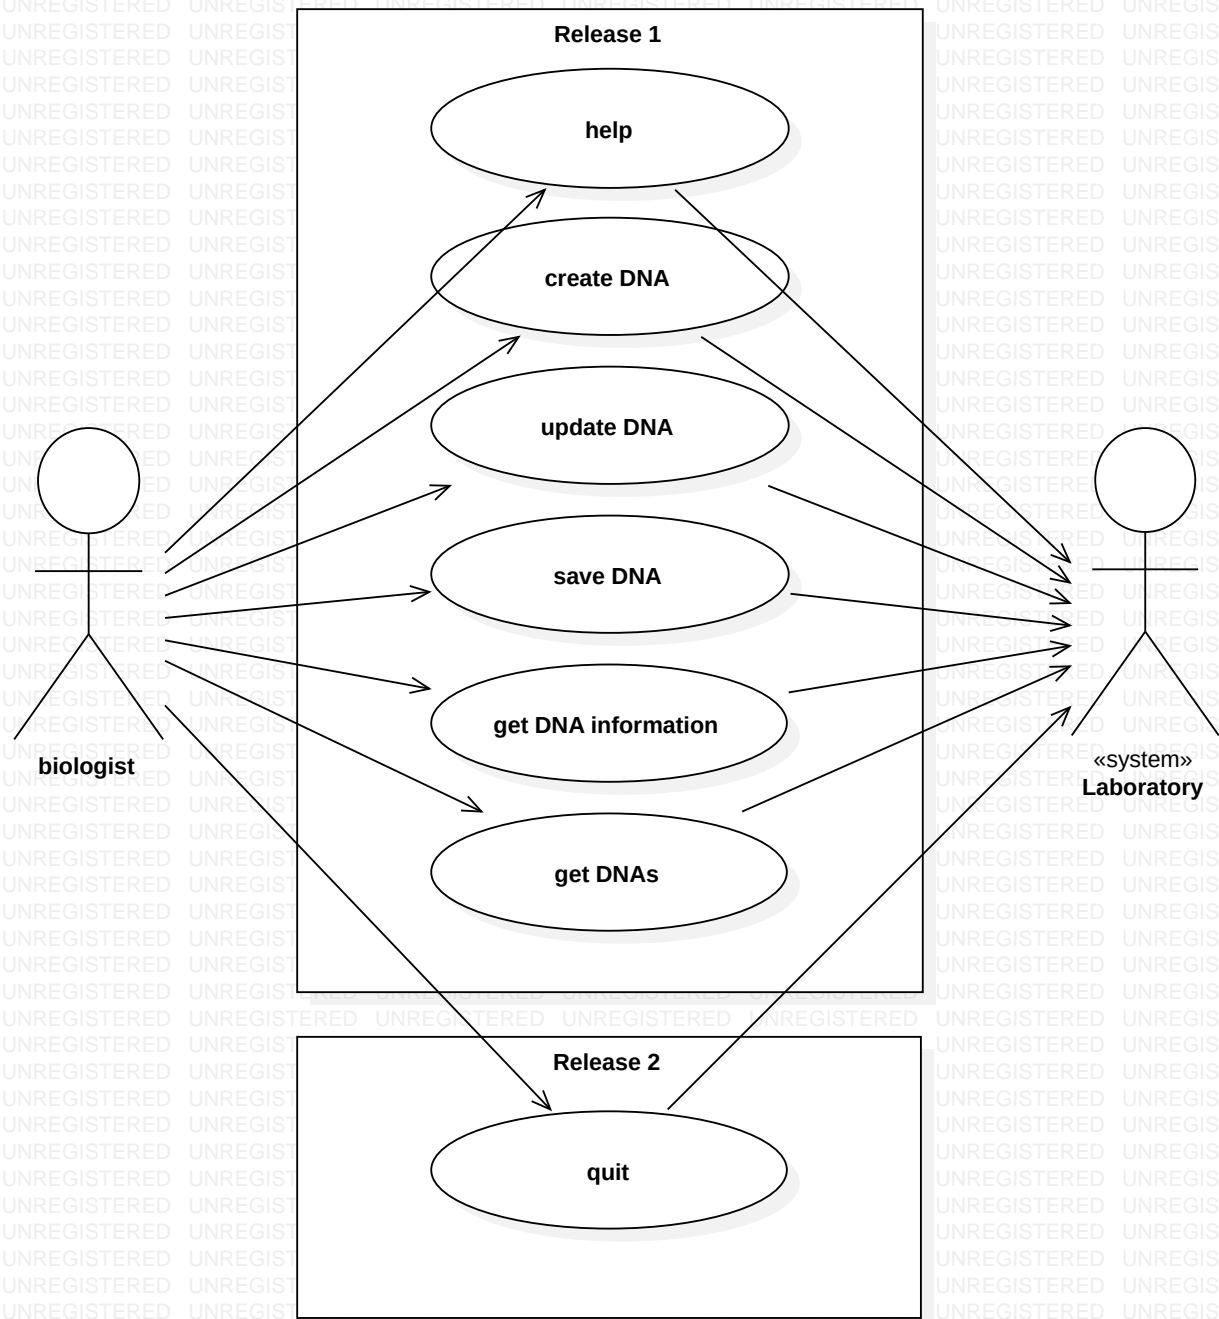 Release 1
help
create DNA
update DNA
save DNA
get DNA information
get DNAs
biologist
«system»
Laboratory
Release 2
quit
UNREGISTERED